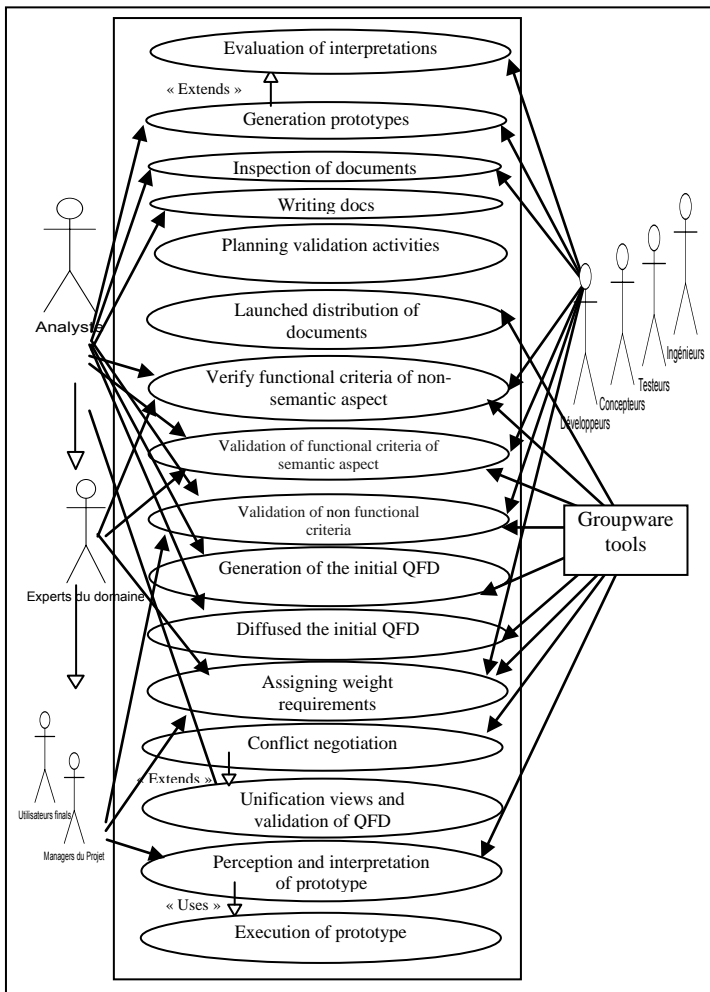 Evaluation of interpretations
« Extends »
Generation prototypes
Inspection of documents
Writing docs
Planning validation activities
Launched distribution of
documents
Verify functional criteria of non-
semantic aspect
Validation of functional criteria of
semantic aspect
Validation of non functional
criteria
Generation of the initial QFD
Diffused the initial QFD
Assigning weight
requirements
Conflict negotiation
« Extends »
Unification views and
validation of QFD
Perception and interpretation
of prototype
« Uses »
Execution of prototype
Analyste
Experts du domaine
Utilisateurs finals
Managers du Projet
Ingénieurs
Testeurs
Concepteurs
Développeurs
Groupware
tools